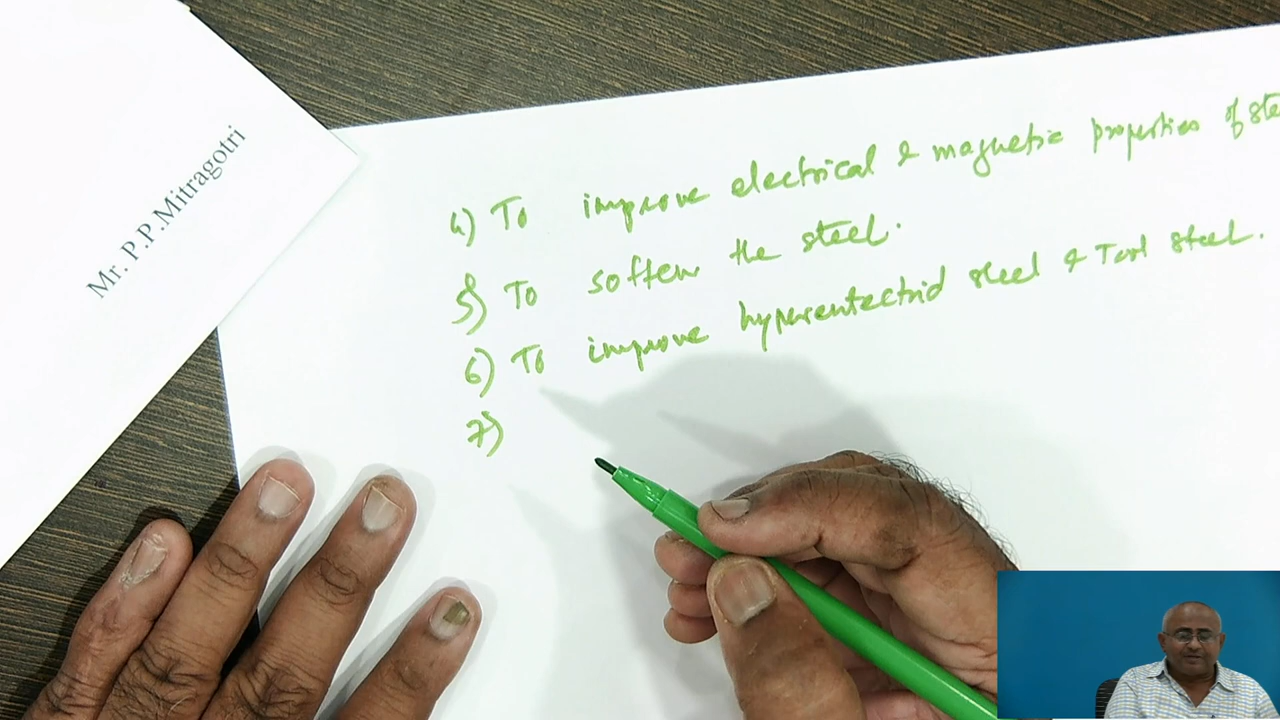 Mr. P.P.Mitragotri
4) To improve electrical & magnetic properties of stee
5) To soften the steel.
6) To improve hypereutectoid steel & Tool steel.
7)